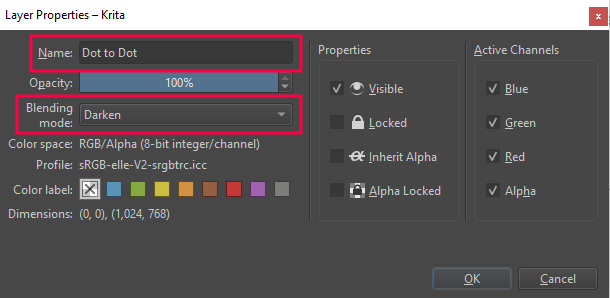 Layer Properties – Krita
x
Name: Dot to Dot
Opacity: 100%
Blending mode: Darken
Color space: RGB/Alpha (8-bit integer/channel)
Profile: sRGB-elle-V2-srgbtrc.icc
Color label:
Dimensions: (0, 0), (1,024, 768)
Properties
Visible
Locked
Inherit Alpha
Alpha Locked
Active Channels
Blue
Green
Red
Alpha
OK
Cancel